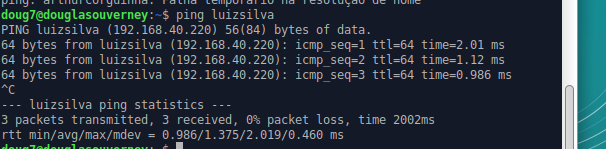 ping: arthurcorguinha: Falha temporário na resolução de nome
doug7@douglasouverney:~$ ping luizsilva
PING luizsilva (192.168.40.220) 56(84) bytes of data.
64 bytes from luizsilva (192.168.40.220): icmp_seq=1 ttl=64 time=2.01 ms
64 bytes from luizsilva (192.168.40.220): icmp_seq=2 ttl=64 time=1.12 ms
64 bytes from luizsilva (192.168.40.220): icmp_seq=3 ttl=64 time=0.986 ms
^C
--- luizsilva ping statistics ---
3 packets transmitted, 3 received, 0% packet loss, time 2002ms
rtt min/avg/max/mdev = 0.986/1.375/2.019/0.460 ms
doug7@douglasouverney:~$